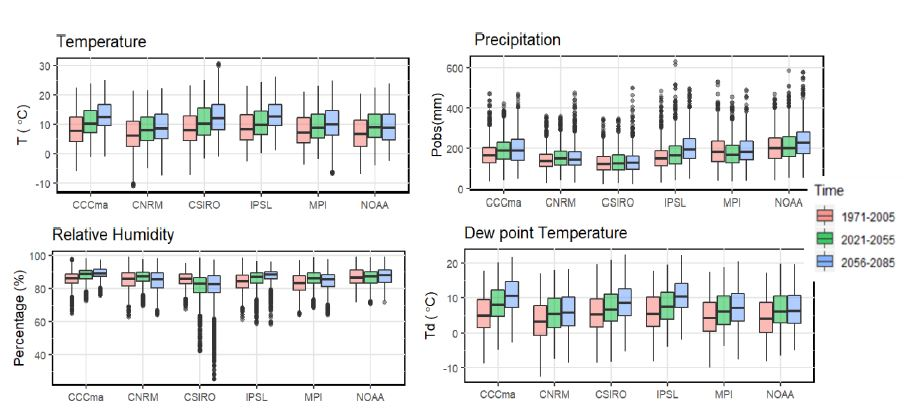 Temperature
Precipitation
T ( °C)
30
20
10
0
-10
CCCma CNRM CSIRO IPSL MPI NOAA
Pobs(mm)
600
400
200
0
CCCma CNRM CSIRO IPSL MPI NOAA
Time
1971-2005
2021-2055
2056-2085
Relative Humidity
Dew point Temperature
Percentage (%)
100
80
60
40
CCCma CNRM CSIRO IPSL MPI NOAA
Td ( °C)
20
10
0
-10
CCCma CNRM CSIRO IPSL MPI NOAA